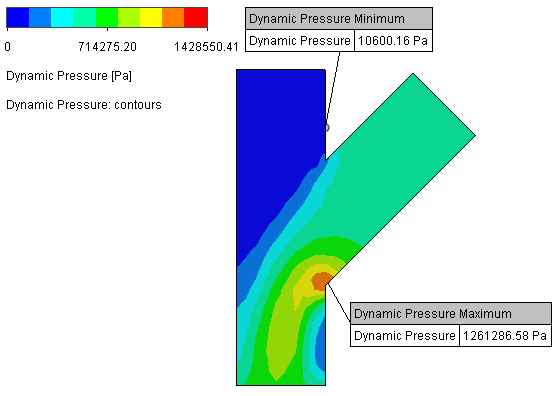 0 714275.20 1428550.41
Dynamic Pressure [Pa]
Dynamic Pressure: contours
Dynamic Pressure Minimum
Dynamic Pressure 10600.16 Pa
Dynamic Pressure Maximum
Dynamic Pressure 1261286.58 Pa